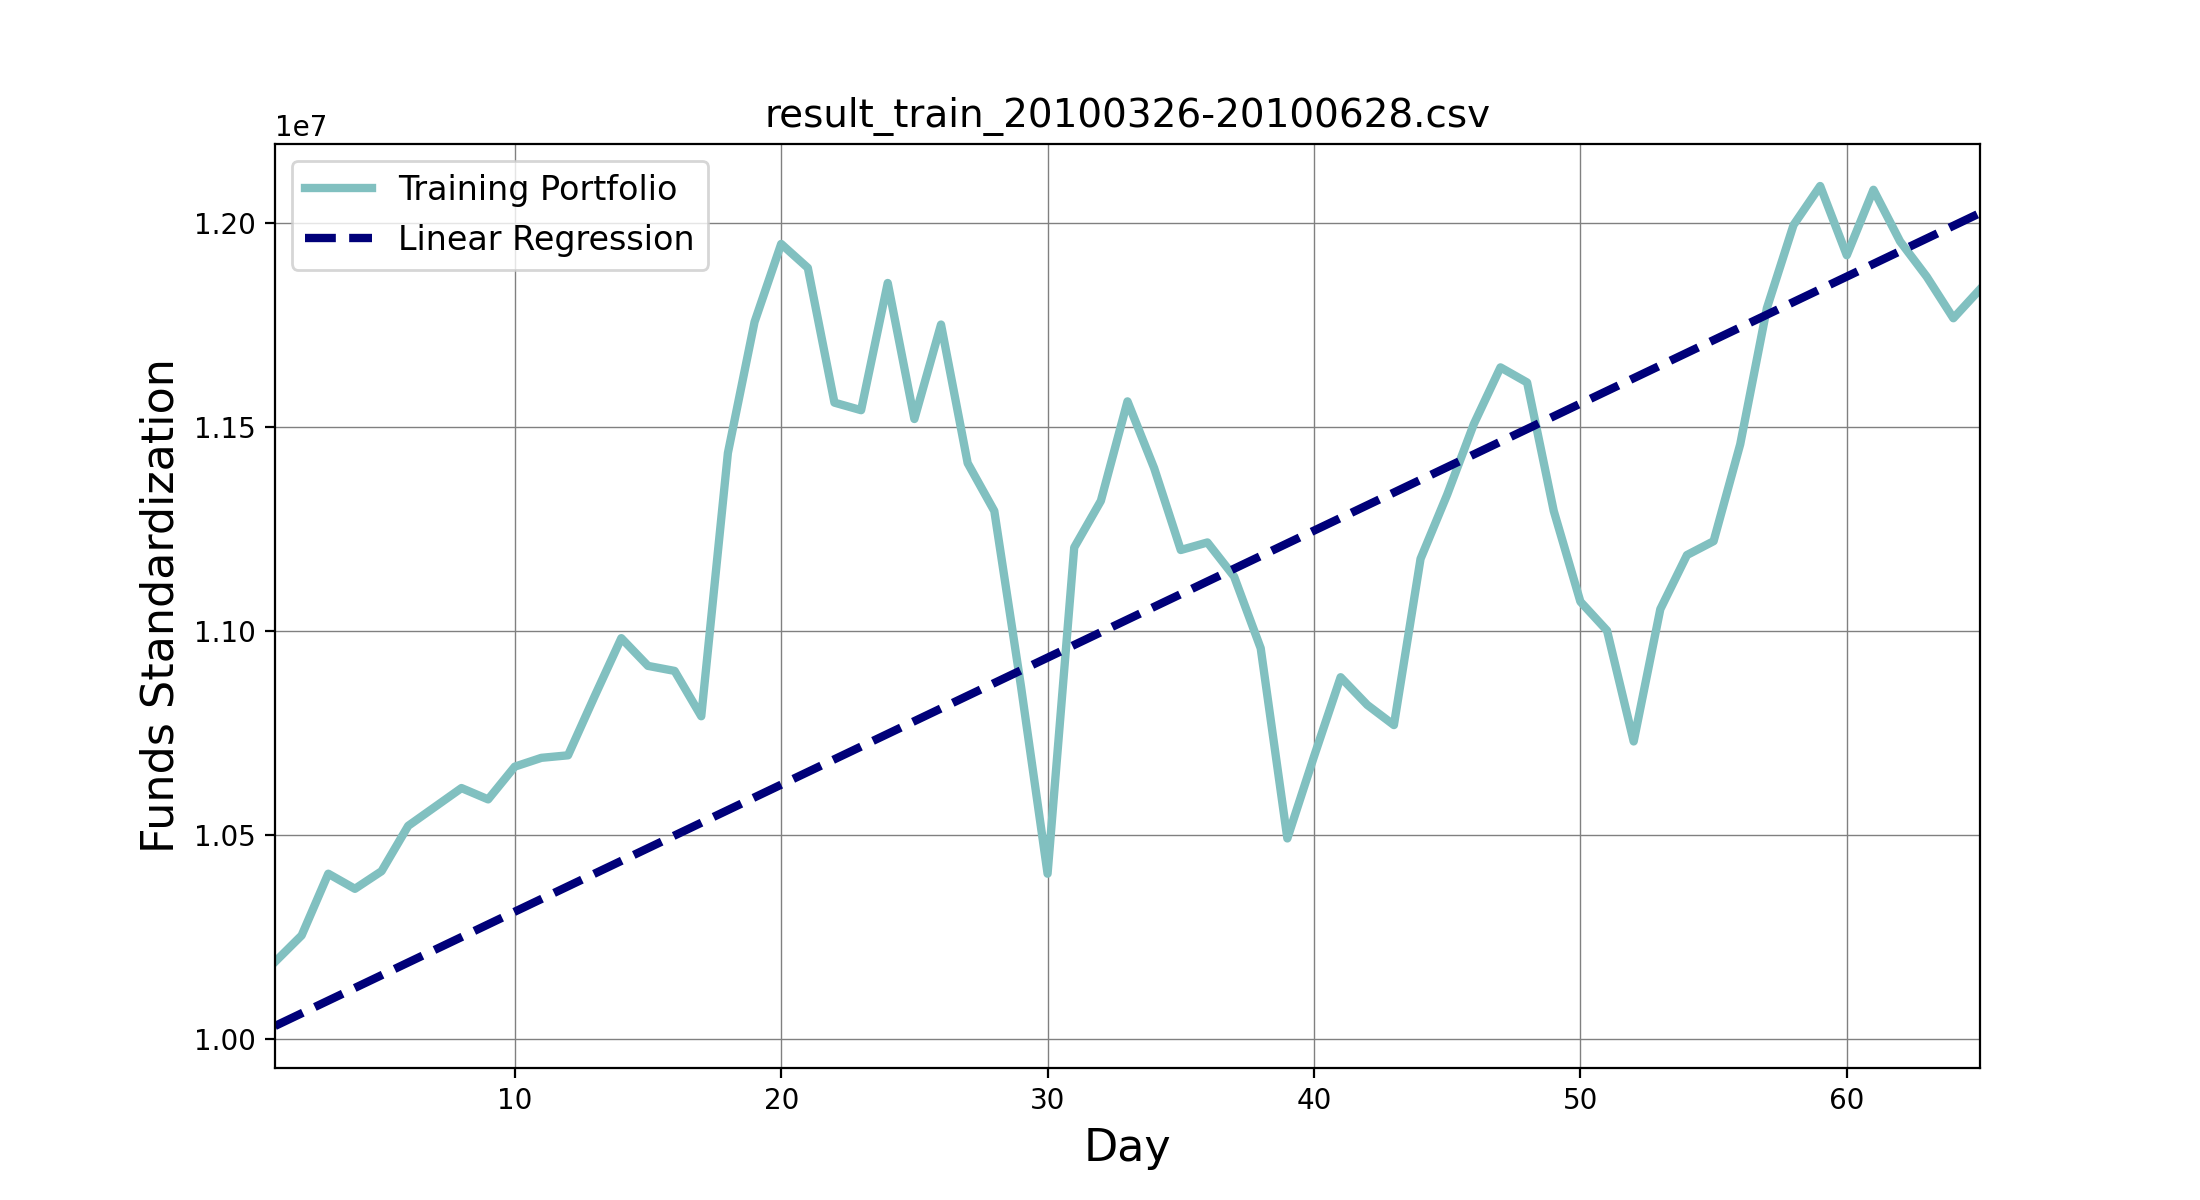 result_train_20100326-20100628.csv
1e7
Training Portfolio
Linear Regression
1.20
1.15
1.10
1.05
1.00
Funds Standardization
10 20 30 40 50 60
Day